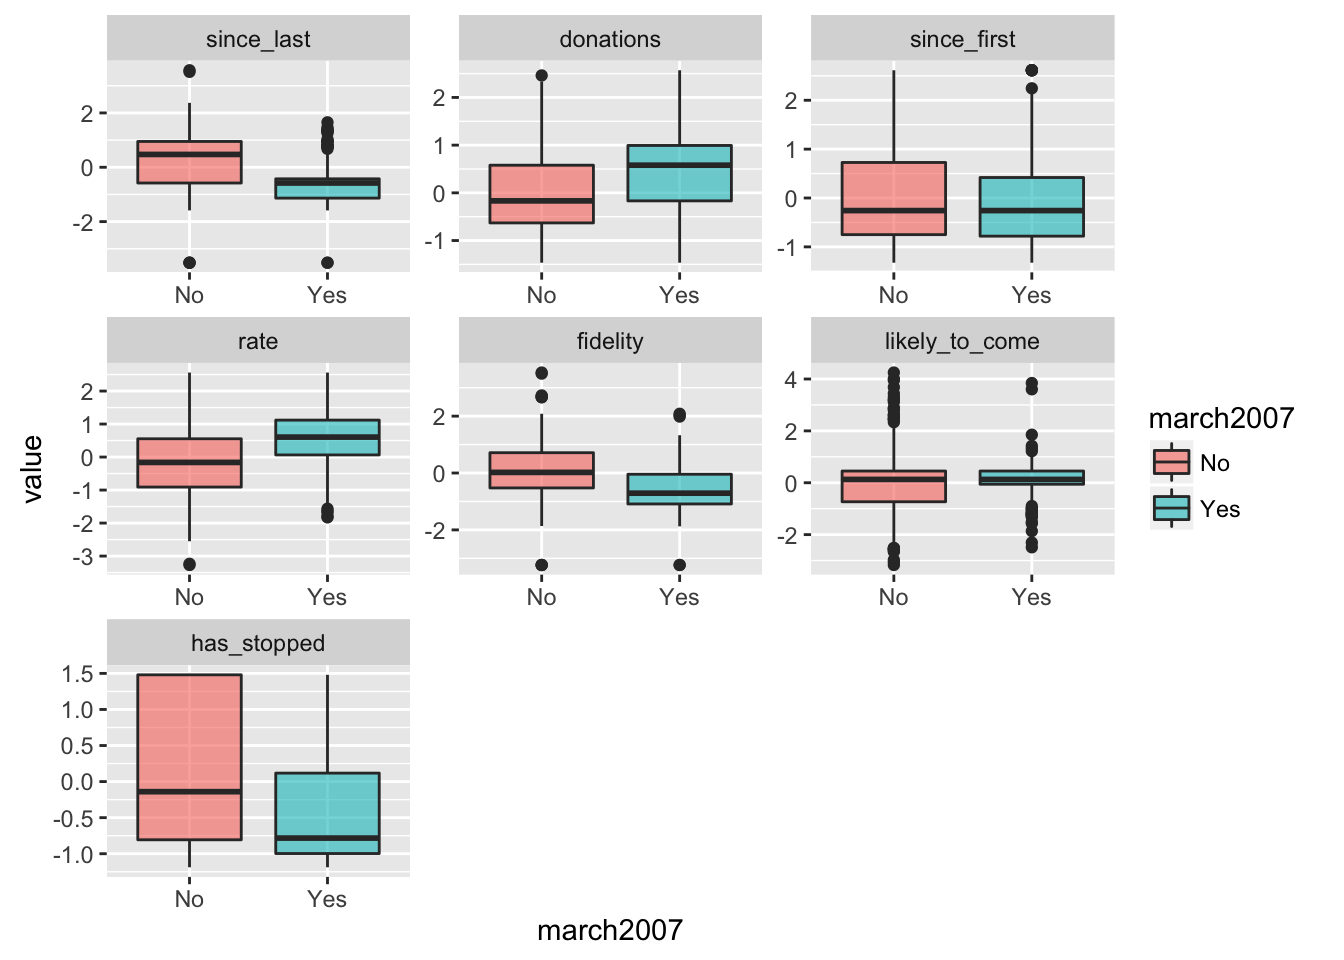 since_last donations since_first
2
0
-2
2
1
0
-1
2
1
0
-1
No Yes No Yes No Yes
rate fidelity likely_to_come
2
1
0
-1
-2
-3
2
0
-2
4
2
0
-2
No Yes No Yes No Yes
has_stopped
1.5
1.0
0.5
0.0
-0.5
-1.0
No Yes
value
march2007
march2007
No
Yes